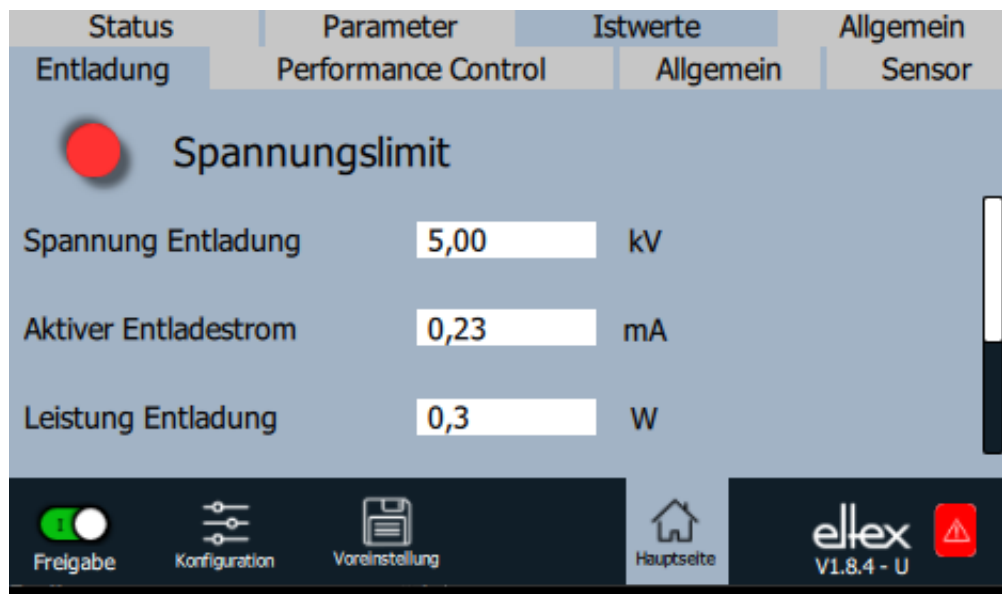 Status Parameter Istwerte Allgemein
Entladung Performance Control Allgemein Sensor
Spannungslimit
Spannung Entladung 5,00 kV
Aktiver Entladestrom 0,23 mA
Leistung Entladung 0,3 W
I
Freigabe Konfiguration Voreinstellung Hauptseite eltex
V1.8.4 - U